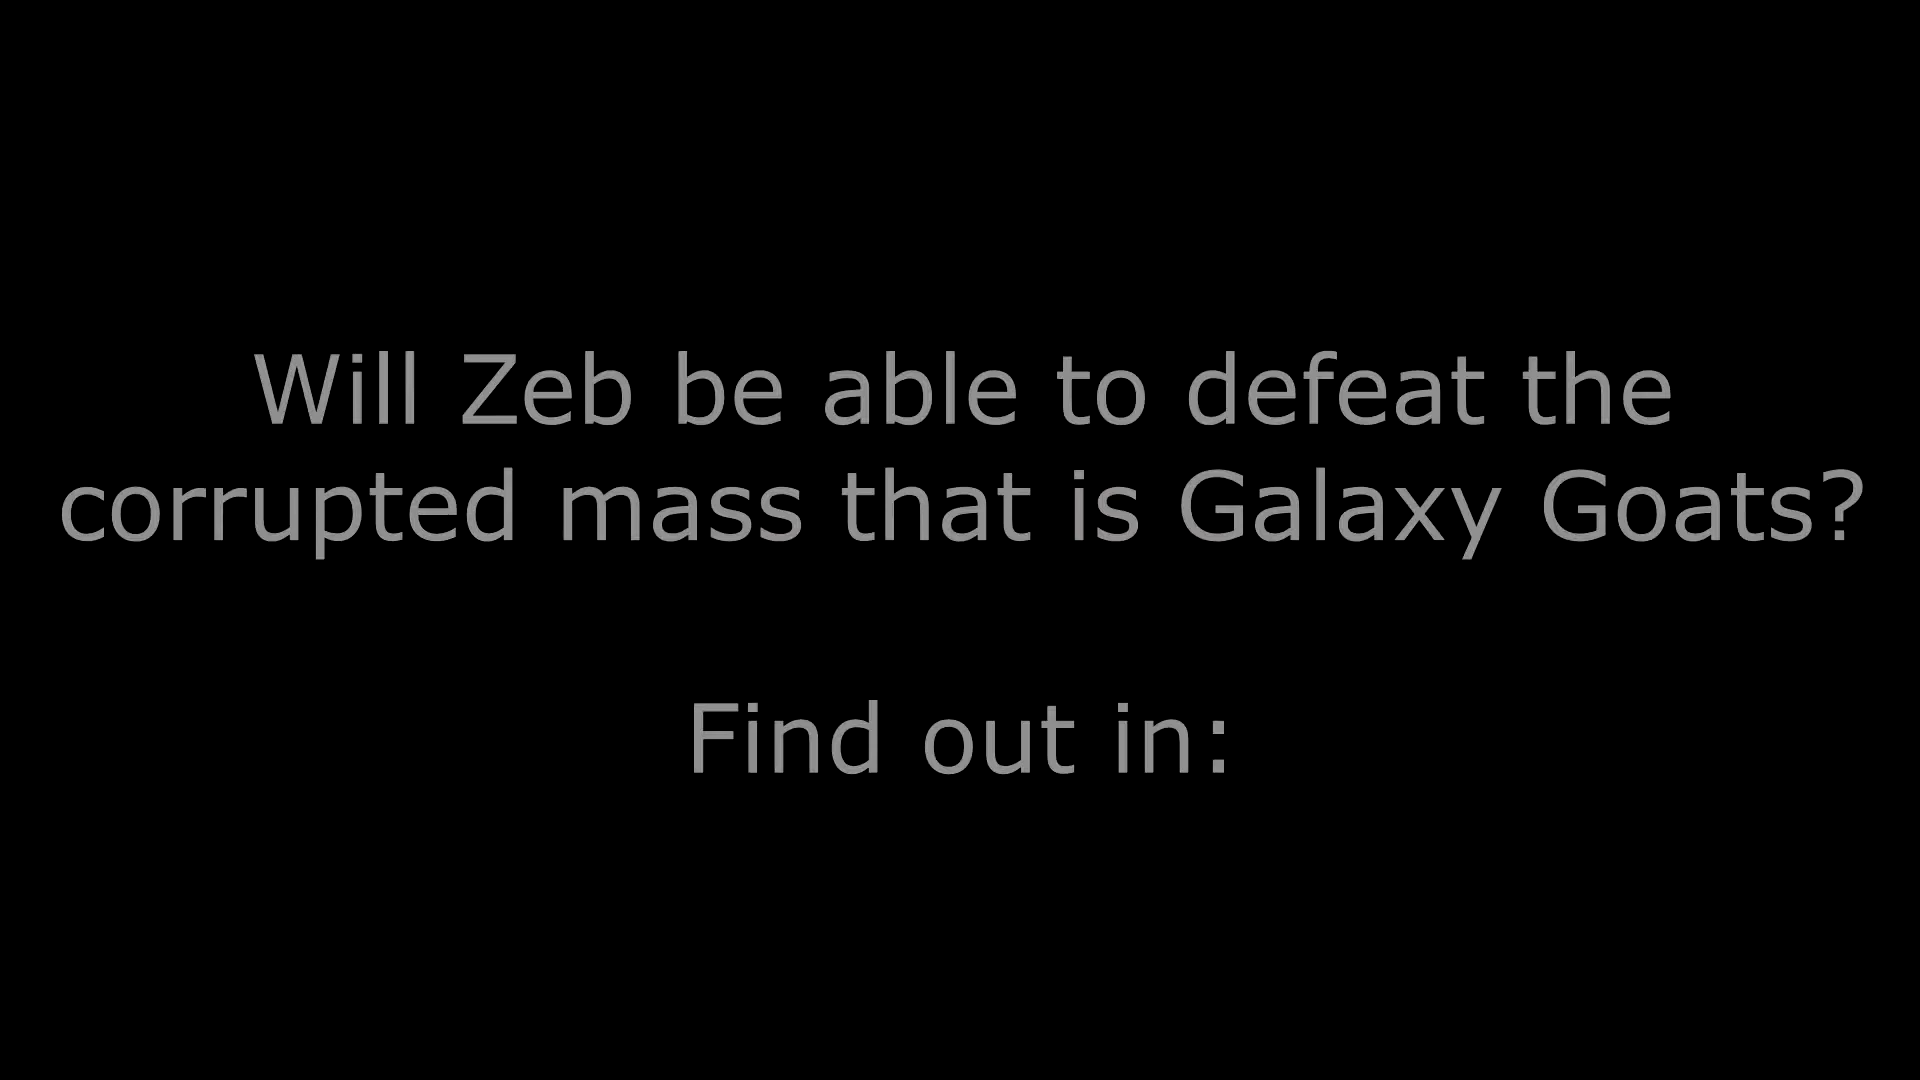 Will Zeb be able to defeat the
corrupted mass that is Galaxy Goats?
Find out in: